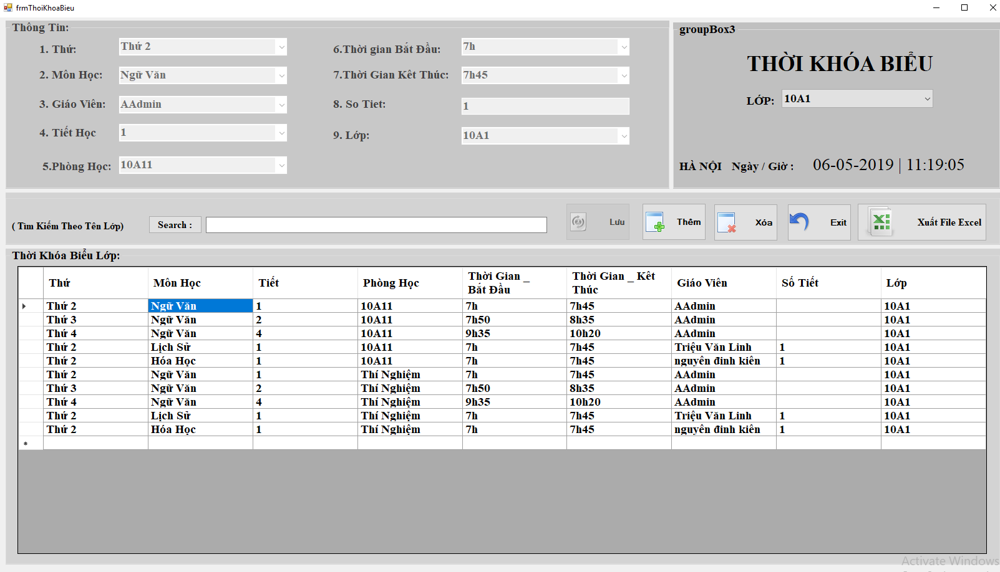 frmThoiKhoaBieu
Thông Tin:
1. Thứ: Thứ 2
2. Môn Học: Ngữ Văn
3. Giáo Viên: AAdmin
4. Tiết Học 1
5.Phòng Học: 10A11
6.Thời gian Bắt Đầu: 7h
7.Thời Gian Kêt Thúc: 7h45
8. So Tiet: 1
9. Lớp: 10A1
groupBox3
THỜI KHÓA BIỂU
LỚP: 10A1
HÀ NỘI Ngày / Giờ : 06-05-2019 | 11:19:05
( Tìm Kiếm Theo Tên Lớp) Search : Lưu Thêm Xóa Exit Xuất File Excel
Thời Khóa Biểu Lớp:
Thứ Môn Học Tiết Phòng Học Thời Gian _ Bắt Đầu Thời Gian _ Kêt Thúc Giáo Viên Số Tiết Lớp
Thứ 2 Ngữ Văn 1 10A11 7h 7h45 AAdmin 10A1
Thứ 3 Ngữ Văn 2 10A11 7h50 8h35 AAdmin 10A1
Thứ 4 Ngữ Văn 4 10A11 9h35 10h20 AAdmin 10A1
Thứ 2 Lịch Sử 1 10A11 7h 7h45 Triệu Văn Linh 1 10A1
Thứ 2 Hóa Học 1 10A11 7h 7h45 nguyên đinh kiên 1 10A1
Thứ 2 Ngữ Văn 1 Thí Nghiệm 7h 7h45 AAdmin 10A1
Thứ 3 Ngữ Văn 2 Thí Nghiệm 7h50 8h35 AAdmin 10A1
Thứ 4 Ngữ Văn 4 Thí Nghiệm 9h35 10h20 AAdmin 10A1
Thứ 2 Lịch Sử 1 Thí Nghiệm 7h 7h45 Triệu Văn Linh 1 10A1
Thứ 2 Hóa Học 1 Thí Nghiệm 7h 7h45 nguyên đinh kiên 1 10A1
Activate Windows